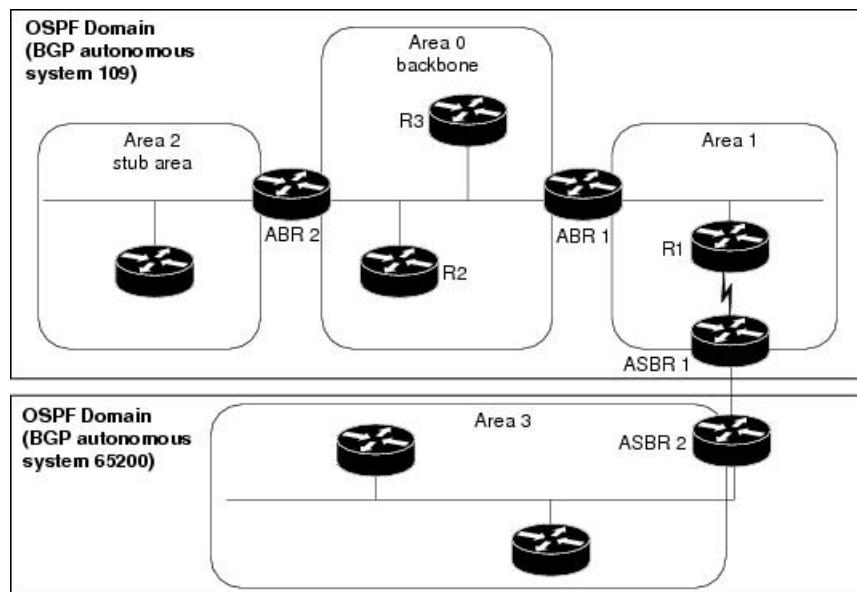 OSPF Domain
(BGP autonomous
system 109)
Area 0
backbone
R3
Area 2
stub area
Area 1
ABR 2
ABR 1
R1
R2
ASBR 1
OSPF Domain
(BGP autonomous
system 65200)
Area 3
ASBR 2